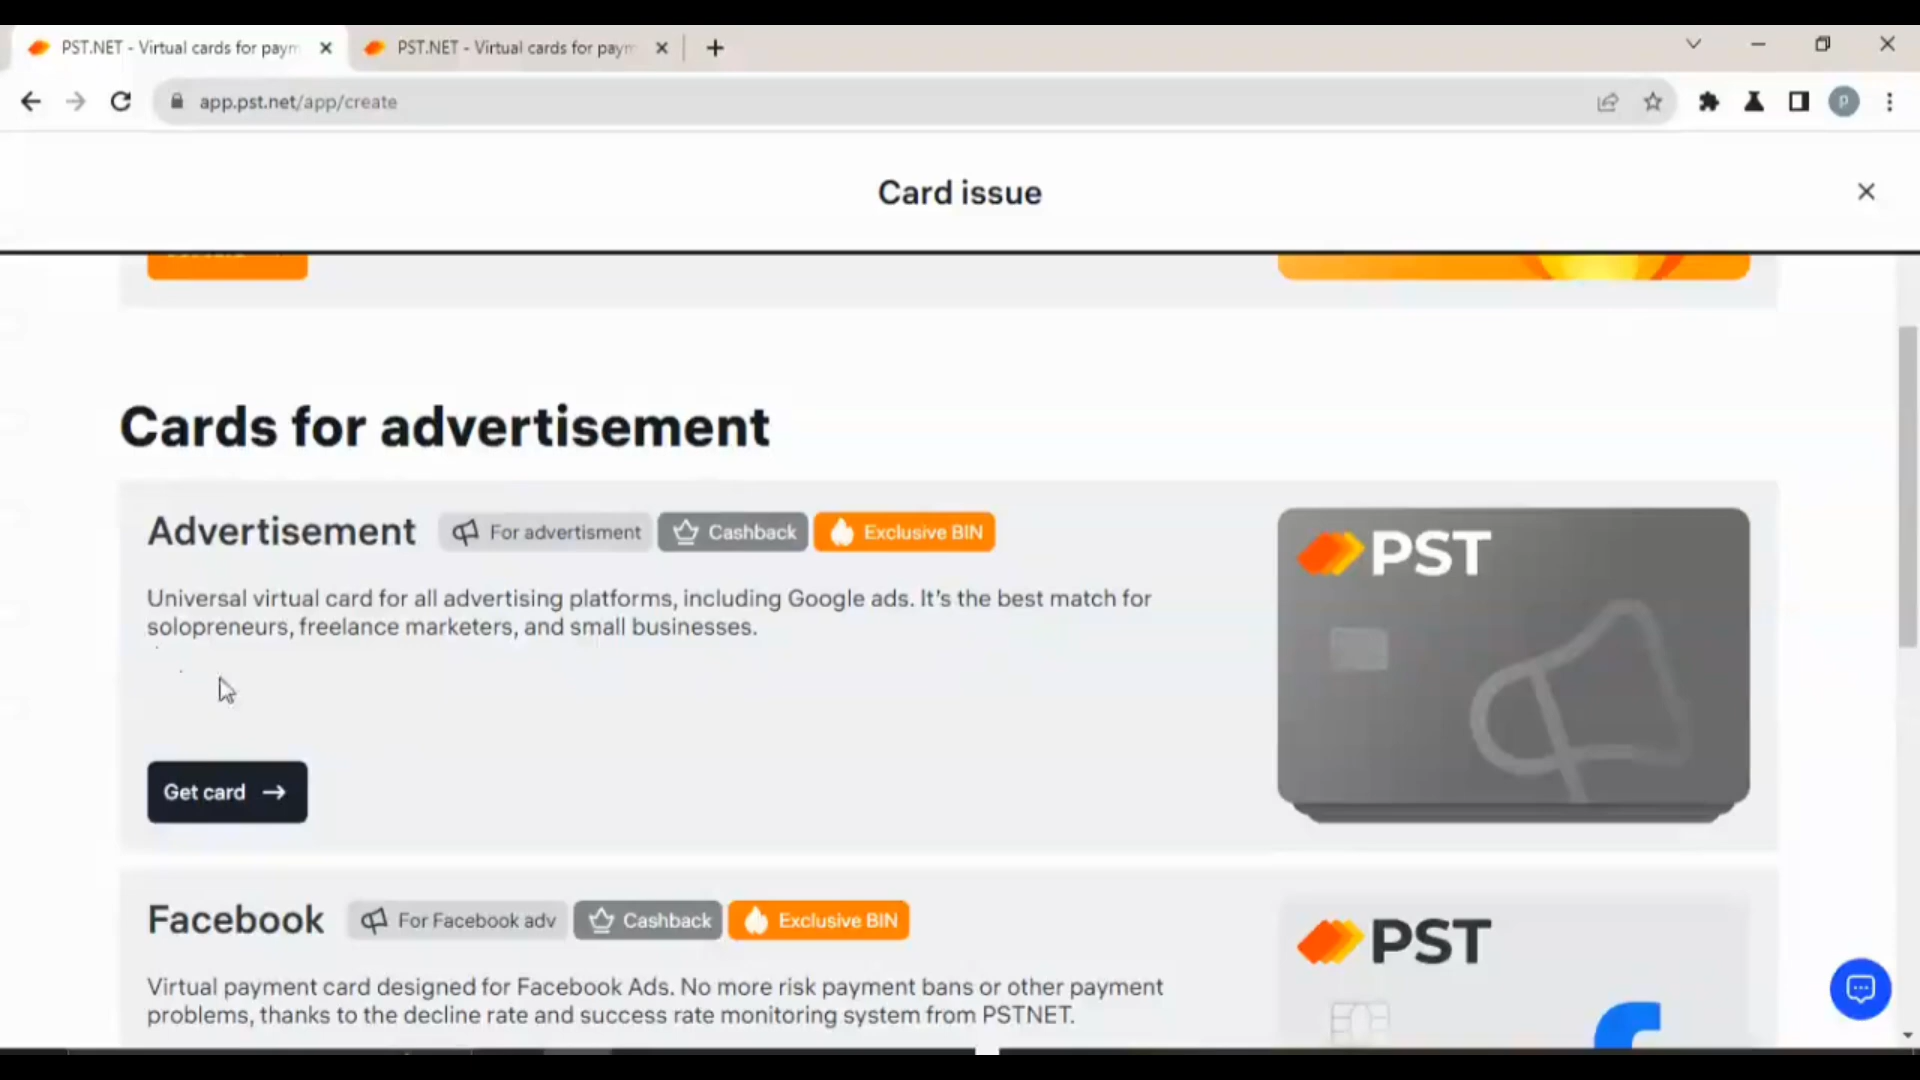 PST.NET - Virtual cards for paym
PST.NET - Virtual cards for paym
app.pst.net/app/create
P
Card issue
Cards for advertisement
Advertisement
For advertisment
Cashback
Exclusive BIN
Universal virtual card for all advertising platforms, including Google ads. It's the best match for
solopreneurs, freelance marketers, and small businesses.
Get card
PST
Facebook
For Facebook adv
Cashback
Exclusive BIN
Virtual payment card designed for Facebook Ads. No more risk payment bans or other payment
problems, thanks to the decline rate and success rate monitoring system from PSTNET.
PST